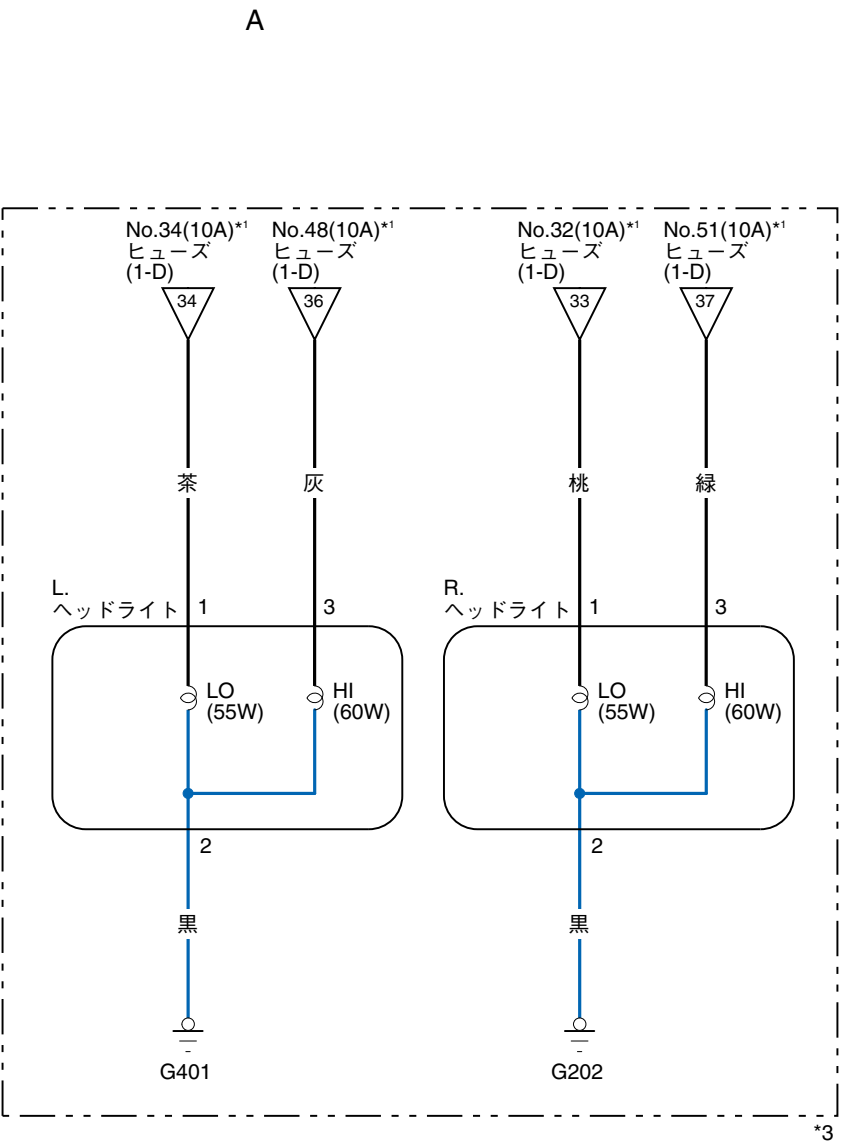 A
No.34(10A)*1
ヒューズ
(1-D)
34
No.48(10A)*1
ヒューズ
(1-D)
36
No.32(10A)*1
ヒューズ
(1-D)
33
No.51(10A)*1
ヒューズ
(1-D)
37
茶
灰
桃
緑
L.
ヘッドライト
1
3
R.
ヘッドライト
1
3
LO
(55W)
HI
(60W)
LO
(55W)
HI
(60W)
2
2
黒
黒
G401
G202
*3